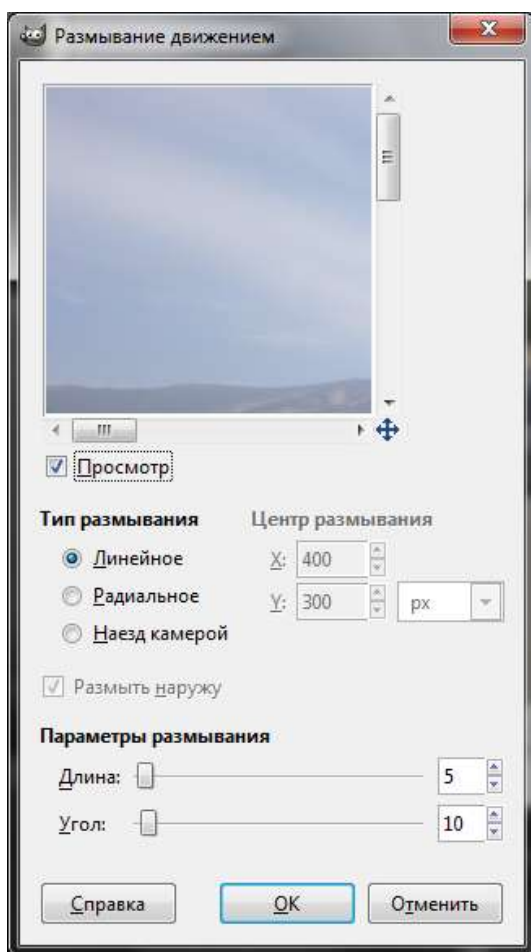 Размывание движением
Просмотр
Тип размывания Центр размывания
Линейное X: 400
Радиальное Y: 300 px
Наезд камерой
Размыть наружу
Параметры размывания
Длина: 5
Угол: 10
Справка OK Отменить